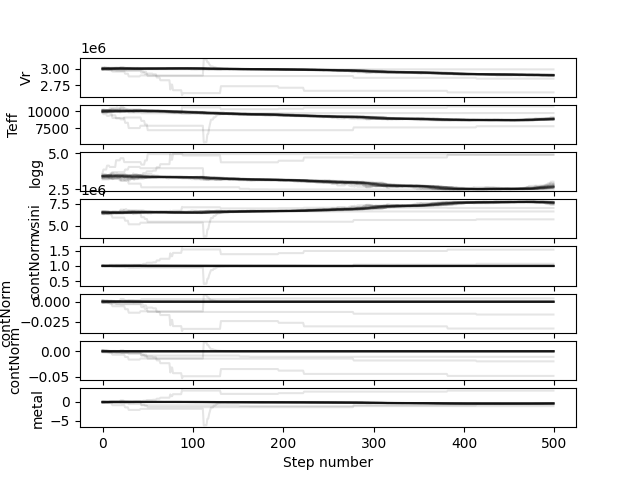 1e6
Vr
3.00
2.75
Teff
10000
7500
logg
5.0
2.5
1e6
vsini
7.5
5.0
contNorm
1.5
1.0
0.5
contNorm
0.000
−0.025
contNorm
0.00
−0.05
metal
0
−5
0 100 200 300 400 500
Step number